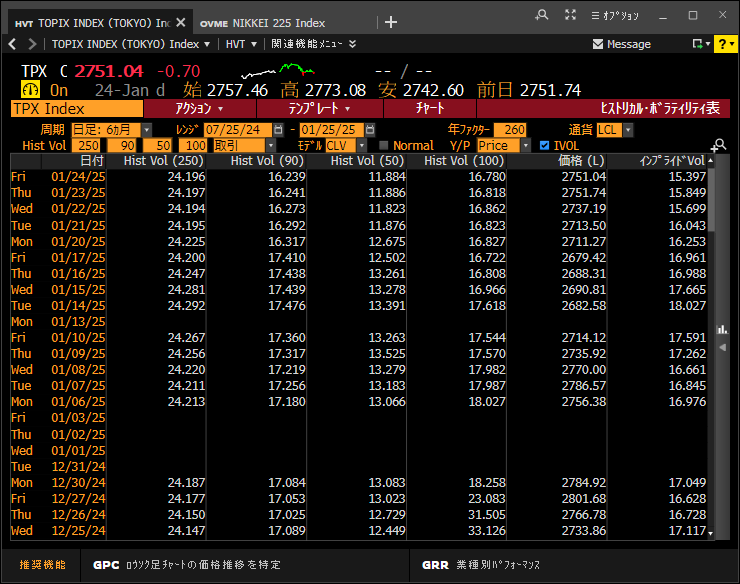 HVT TOPIX INDEX (TOKYO) In OVME NIKKEI 225 Index ｵﾌﾟｼｮﾝ
TOPIX INDEX (TOKYO) Index HVT 関連機能ﾒﾆｭｰ Message ?
TPX C 2751.04 -0.70 -- / --
On 24-Jan d 始 2757.46 高 2773.08 安 2742.60 前日 2751.74
TPX Index ｱｸｼｮﾝ ﾃﾝﾌﾟﾚｰﾄ ﾁｬｰﾄ ﾋｽﾄﾘｶﾙ･ﾎﾞﾗﾃｨﾘﾃｨ表
周期 日足: 6ｶ月 ﾚﾝｼﾞ 07/25/24 - 01/25/25 年ﾌｧｸﾀｰ 260 通貨 LCL
Hist Vol 250 90 50 100 取引 ﾓﾃﾞﾙ CLV Normal Y/P Price IVOL
日付 Hist Vol (250) Hist Vol (90) Hist Vol (50) Hist Vol (100) 価格 (L) ｲﾝﾌﾟﾗｲﾄﾞVol
Fri 01/24/25 24.196 16.239 11.884 16.780 2751.04 15.397
Thu 01/23/25 24.197 16.241 11.886 16.818 2751.74 15.849
Wed 01/22/25 24.194 16.273 11.823 16.862 2737.19 15.699
Tue 01/21/25 24.195 16.292 11.876 16.823 2713.50 16.043
Mon 01/20/25 24.225 16.317 12.675 16.827 2711.27 16.253
Fri 01/17/25 24.200 17.410 12.502 16.722 2679.42 16.961
Thu 01/16/25 24.247 17.438 13.261 16.808 2688.31 16.988
Wed 01/15/25 24.281 17.439 13.278 16.966 2690.81 17.665
Tue 01/14/25 24.292 17.476 13.391 17.618 2682.58 18.027
Mon 01/13/25
Fri 01/10/25 24.267 17.360 13.263 17.544 2714.12 17.591
Thu 01/09/25 24.256 17.317 13.525 17.570 2735.92 17.262
Wed 01/08/25 24.220 17.219 13.279 17.982 2770.00 16.661
Tue 01/07/25 24.211 17.256 13.183 17.987 2786.57 16.845
Mon 01/06/25 24.213 17.180 13.066 18.027 2756.38 16.976
Fri 01/03/25
Thu 01/02/25
Wed 01/01/25
Tue 12/31/24
Mon 12/30/24 24.187 17.084 13.083 18.258 2784.92 17.049
Fri 12/27/24 24.177 17.053 13.023 23.083 2801.68 16.628
Thu 12/26/24 24.150 17.025 12.729 31.505 2766.78 16.728
Wed 12/25/24 24.147 17.089 12.449 33.126 2733.86 17.117
推奨機能 GPC ﾛｳｿｸ足ﾁｬｰﾄの価格推移を特定 GRR 業種別ﾊﾟﾌｫｰﾏﾝｽ